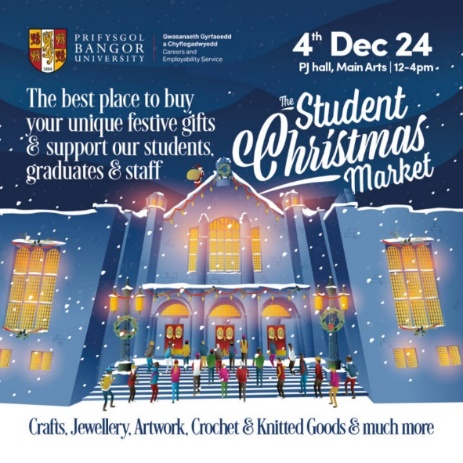 PRIFYSGOL
BANGOR
UNIVERSITY
Gwasanaeth Gyrfaoedd
a Chyflogadwyedd
Careers and
Employability Service
4th Dec 24
PJ hall, Main Arts | 12-4pm
The best place to buy
your unique festive gifts
& support our students,
graduates & staff
The Student
Christmas
Market
Crafts, Jewellery, Artwork, Crochet & Knitted Goods & much more